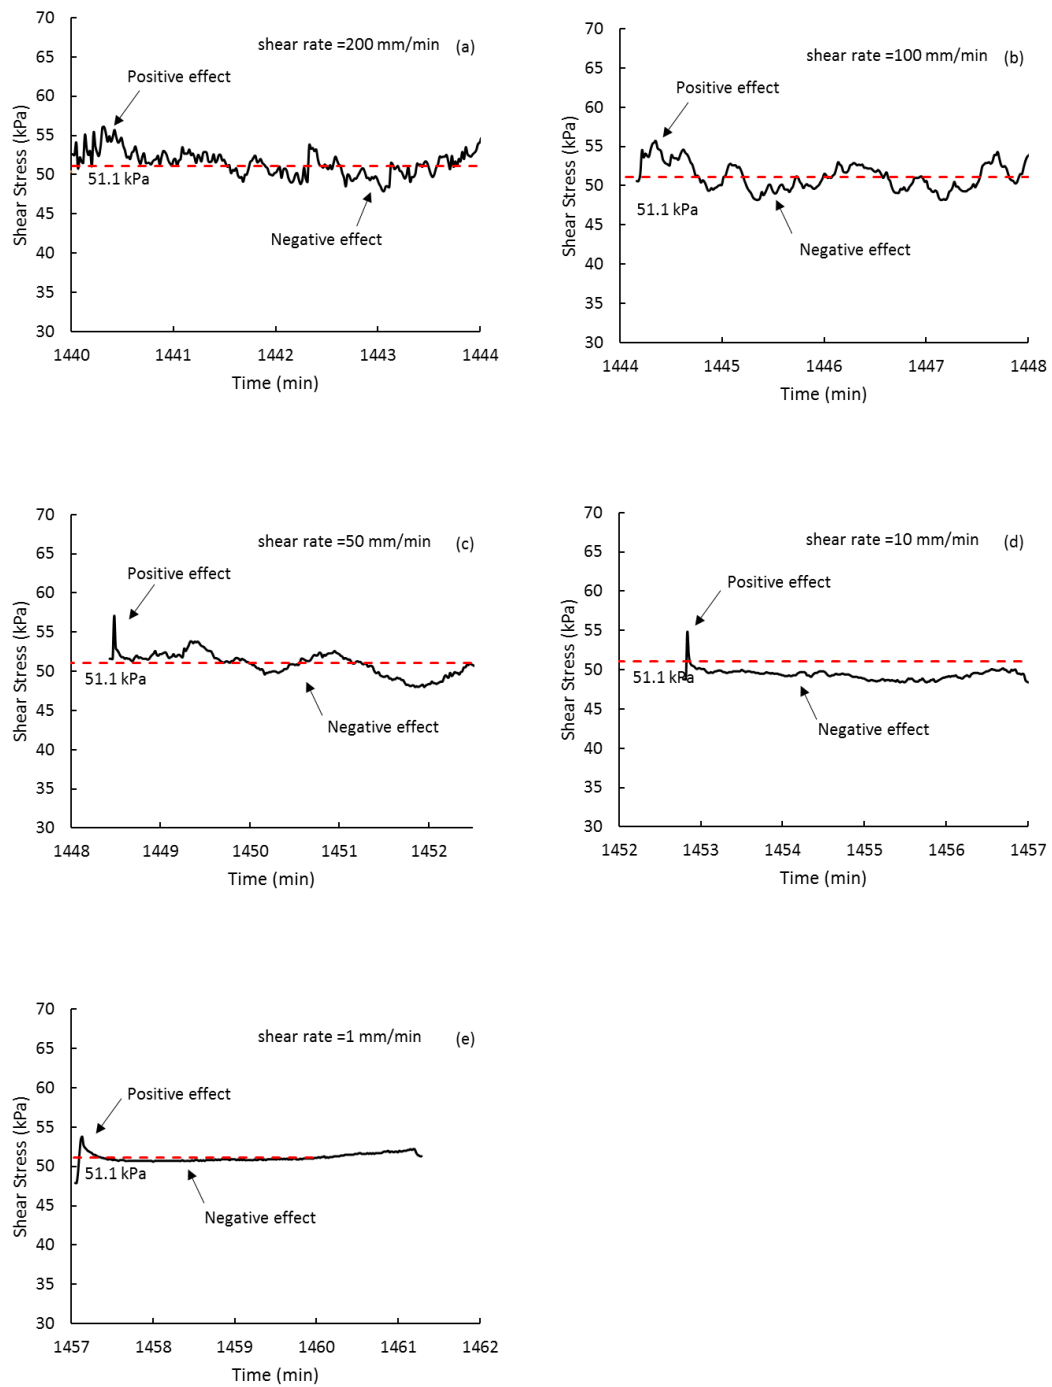 70
65
60
55
50
45
40
35
30
Shear Stress (kPa)
shear rate =200 mm/min (a)
Positive effect
51.1 kPa
Negative effect
1440 1441 1442 1443 1444
Time (min)
70
65
60
55
50
45
40
35
30
Shear Stress (kPa)
shear rate =100 mm/min (b)
Positive effect
51.1 kPa
Negative effect
1444 1445 1446 1447 1448
Time (min)
70
65
60
55
50
45
40
35
30
Shear Stress (kPa)
shear rate =50 mm/min (c)
Positive effect
51.1 kPa
Negative effect
1448 1449 1450 1451 1452
Time (min)
70
65
60
55
50
45
40
35
30
Shear Stress (kPa)
shear rate =10 mm/min (d)
Positive effect
51.1 kPa
Negative effect
1452 1453 1454 1455 1456 1457
Time (min)
70
65
60
55
50
45
40
35
30
Shear Stress (kPa)
shear rate =1 mm/min (e)
Positive effect
51.1 kPa
Negative effect
1457 1458 1459 1460 1461 1462
Time (min)